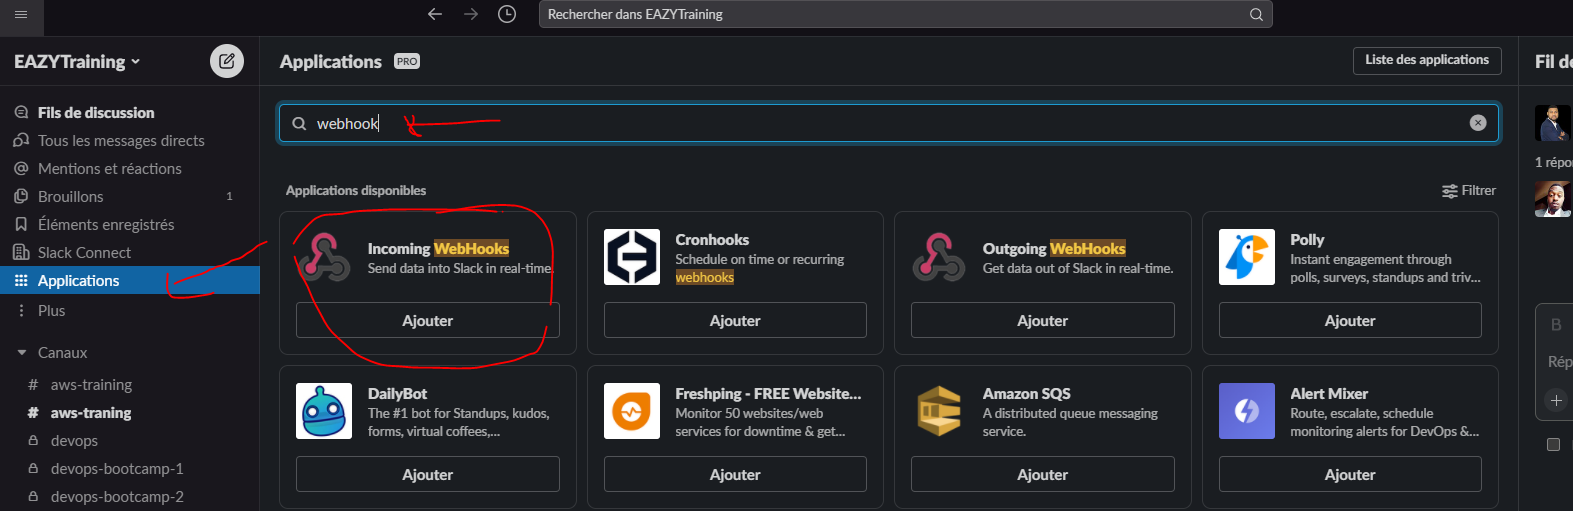 Rechercher dans EAZYTraining
EAZYTraining
Applications PRO
Liste des applications
Fil de
Fils de discussion
Tous les messages directs
Mentions et réactions
Brouillons 1
Éléments enregistrés
Slack Connect
Applications
Plus
Canaux
# aws-training
# aws-traning
devops
devops-bootcamp-1
devops-bootcamp-2
webhook
Applications disponibles
Filtrer
Incoming WebHooks
Send data into Slack in real-time.
Ajouter
Cronhooks
Schedule on time or recurring
webhooks
Ajouter
Outgoing WebHooks
Get data out of Slack in real-time.
Ajouter
Polly
Instant engagement through
polls, surveys, standups and triv...
Ajouter
DailyBot
The #1 bot for Standups, kudos,
forms, virtual coffees,...
Ajouter
Freshping - FREE Website...
Monitor 50 websites/web
services for downtime & get...
Ajouter
Amazon SQS
A distributed queue messaging
service.
Ajouter
Alert Mixer
Route, escalate, schedule
monitoring alerts for DevOps &...
Ajouter
1 répor
B
Rép